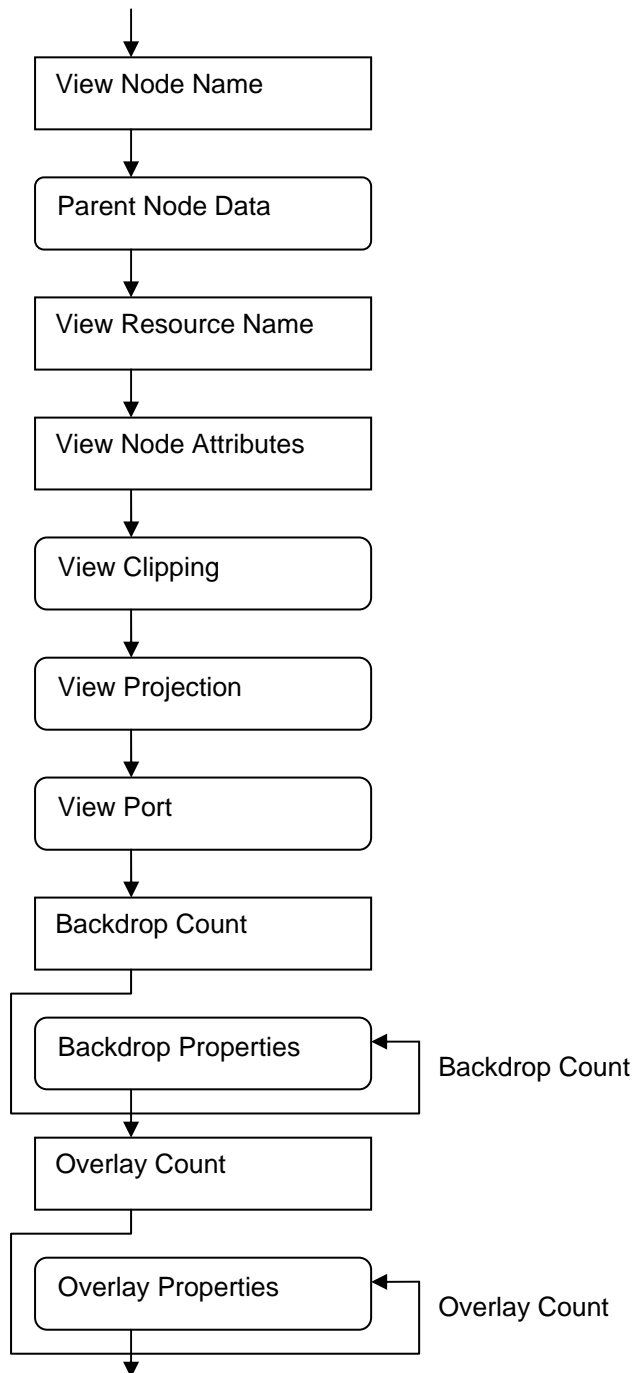 View Node Name
Parent Node Data
View Resource Name
View Node Attributes
View Clipping
View Projection
View Port
Backdrop Count
Backdrop Properties
Backdrop Count
Overlay Count
Overlay Properties
Overlay Count